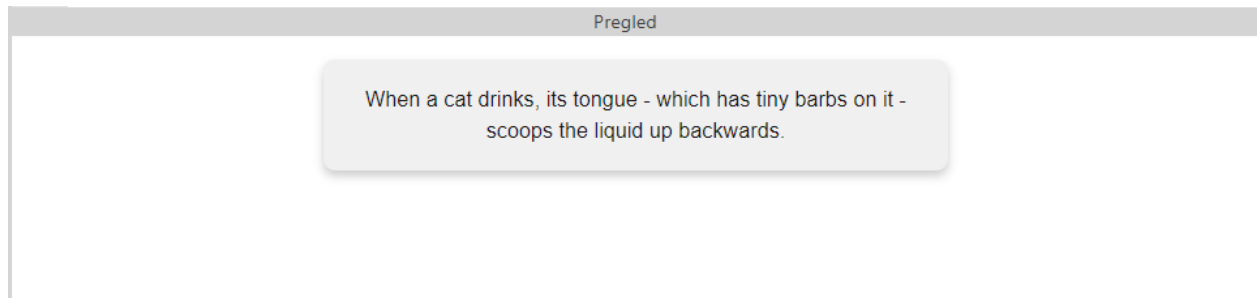 Pregled
When a cat drinks, its tongue - which has tiny barbs on it -
scoops the liquid up backwards.